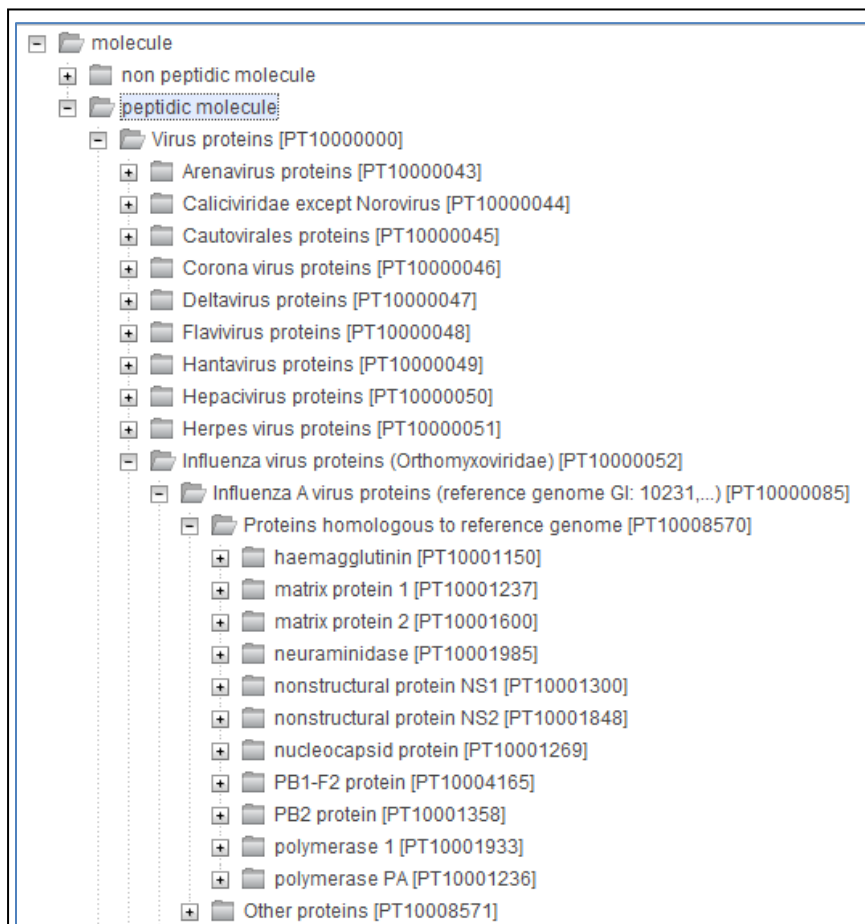 molecule
non peptidic molecule
peptidic molecule
Virus proteins [PT10000000]
Arenavirus proteins [PT10000043]
Caliciviridae except Norovirus [PT10000044]
Cautovirales proteins [PT10000045]
Corona virus proteins [PT10000046]
Deltavirus proteins [PT10000047]
Flavivirus proteins [PT10000048]
Hantavirus proteins [PT10000049]
Hepacivirus proteins [PT10000050]
Herpes virus proteins [PT10000051]
Influenza virus proteins (Orthomyxoviridae) [PT10000052]
Influenza A virus proteins (reference genome GI: 10231,...) [PT10000085]
Proteins homologous to reference genome [PT10008570]
haemagglutinin [PT10001150]
matrix protein 1 [PT10001237]
matrix protein 2 [PT10001600]
neuraminidase [PT10001985]
nonstructural protein NS1 [PT10001300]
nonstructural protein NS2 [PT10001848]
nucleocapsid protein [PT10001269]
PB1-F2 protein [PT10004165]
PB2 protein [PT10001358]
polymerase 1 [PT10001933]
polymerase PA [PT10001236]
Other proteins [PT10008571]